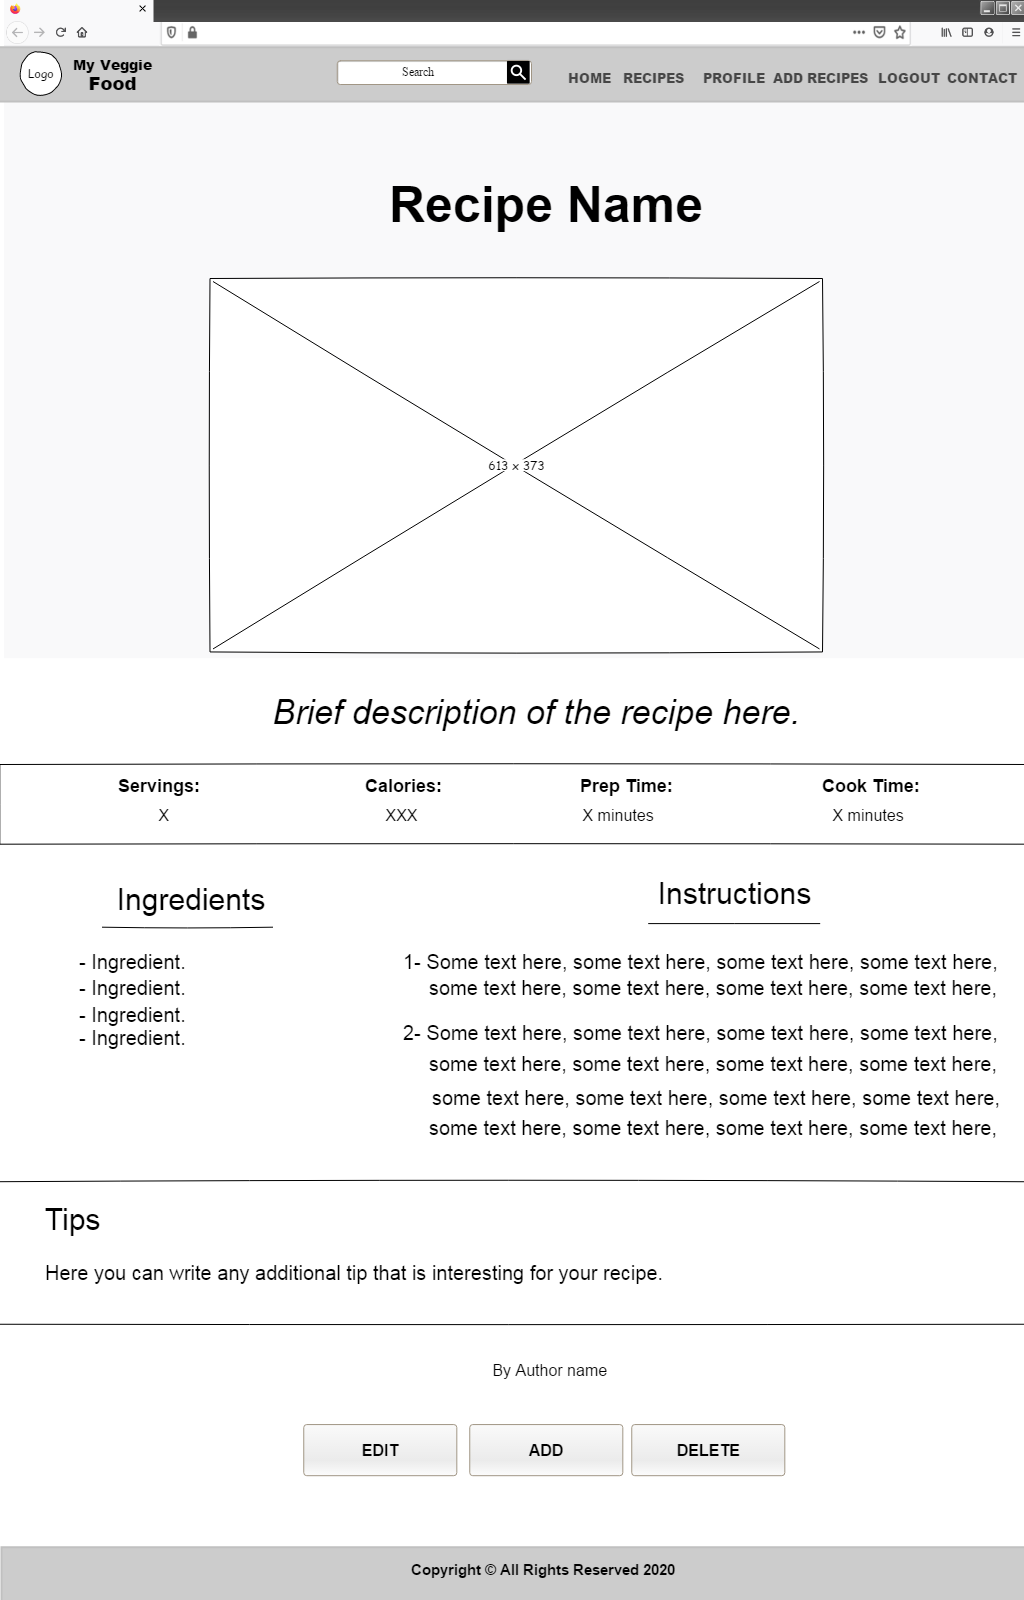 Logo
My Veggie
Food
Search
HOME RECIPES PROFILE ADD RECIPES LOGOUT CONTACT
Recipe Name
613 x 373
Brief description of the recipe here.
Servings: Calories: Prep Time: Cook Time:
X XXX X minutes X minutes
Ingredients
- Ingredient.
- Ingredient.
- Ingredient.
- Ingredient.
Instructions
1- Some text here, some text here, some text here, some text here,
some text here, some text here, some text here, some text here,
2- Some text here, some text here, some text here, some text here,
some text here, some text here, some text here, some text here,
some text here, some text here, some text here, some text here,
some text here, some text here, some text here, some text here,
Tips
Here you can write any additional tip that is interesting for your recipe.
By Author name
EDIT ADD DELETE
Copyright © All Rights Reserved 2020